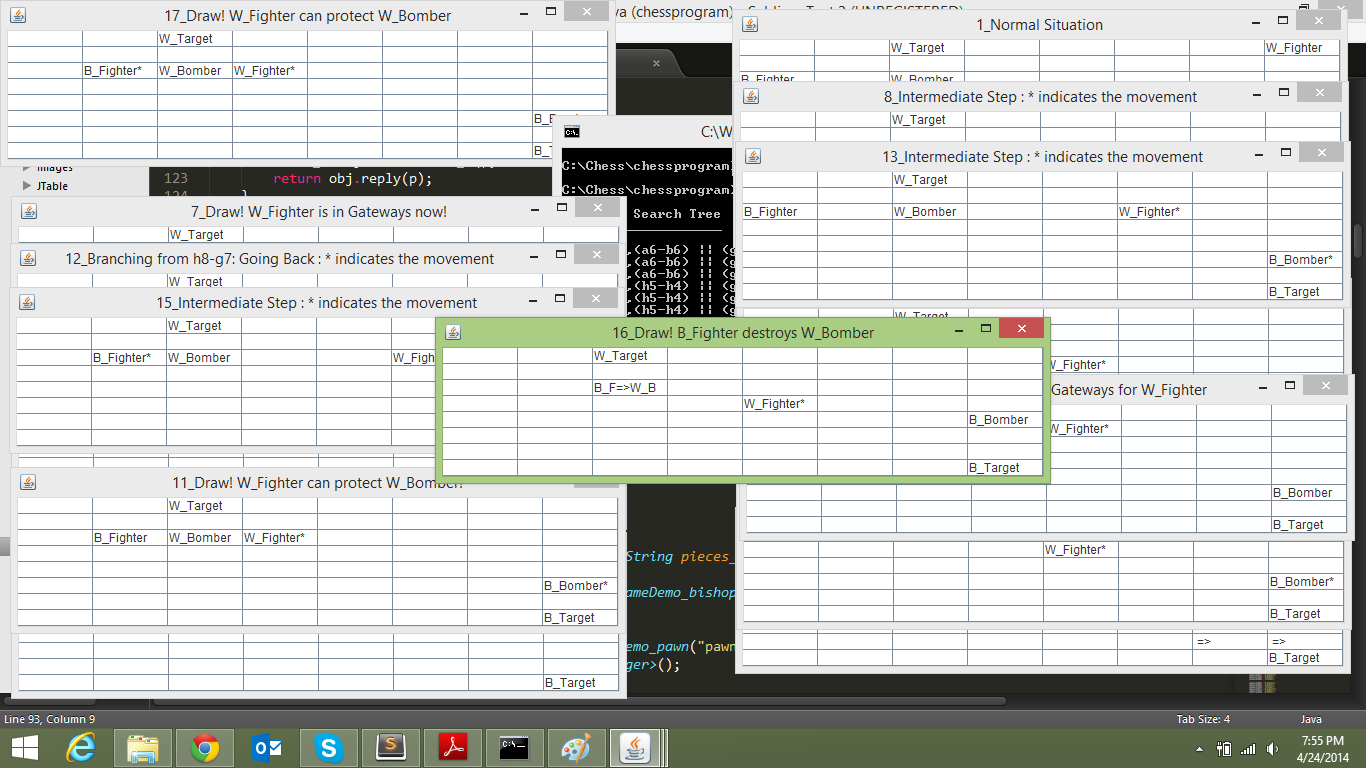 17_Draw! W_Fighter can protect W_Bomber
W_Target
B_Fighter* W_Bomber W_Fighter*
va (chessprogram) - Sublime Text 2 (UNREGISTERED)
1_Normal Situation
W_Target W_Fighter
B_Fighter W_Bomber
8_Intermediate Step : * indicates the movement
W_Target
C:\W
C:\Chess\chessprogram
C:\Chess\chessprogram
Search Tree
,(a6-b6) || (g
,(a6-b6) || (g
,(a6-b6) || (g
,(h5-h4) || (g
,(h5-h4) || (g
,(h5-h4) || (g
images
JTable
123 return obj.reply(p);
124 }
13_Intermediate Step : * indicates the movement
W_Target
B_Fighter W_Bomber W_Fighter*
B_Bomber*
B_Target
7_Draw! W_Fighter is in Gateways now!
W_Target
12_Branching from h8-g7: Going Back : * indicates the movement
W_Target
15_Intermediate Step : * indicates the movement
W_Target
B_Fighter* W_Bomber W_Figh
W_Target
W_Fighter*
16_Draw! B_Fighter destroys W_Bomber
W_Target
B_F=>W_B
W_Fighter*
B_Bomber
B_Target
Gateways for W_Fighter
W_Fighter*
B_Bomber
B_Target
11_Draw! W_Fighter can protect W_Bomber!
W_Target
B_Fighter W_Bomber W_Fighter*
B_Bomber*
B_Target
B_Target
String pieces_
ameDemo_bishop
emo_pawn("pawn
ger>();
W_Fighter*
B_Bomber*
B_Target
=> =>
B_Target
Line 93, Column 9
Tab Size: 4
Java
7:55 PM
4/24/2014